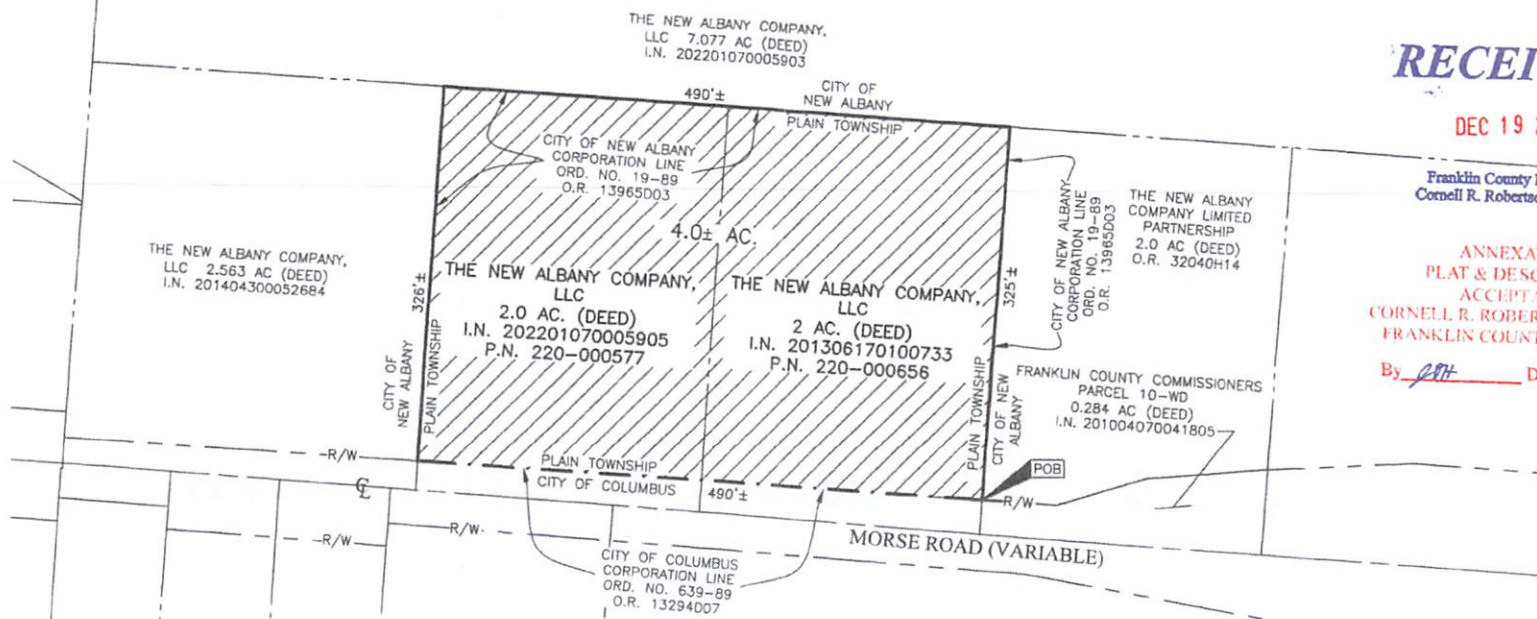 THE NEW ALBANY COMPANY,
LLC 7.077 AC (DEED)
I.N. 202201070005903
490'±
CITY OF
NEW ALBANY
PLAIN TOWNSHIP
CITY OF NEW ALBANY
CORPORATION LINE
ORD. NO. 19-89
O.R. 13965D03
4.0± AC.
THE NEW ALBANY COMPANY,
LLC 2.563 AC (DEED)
I.N. 201404300052684
326'±
CITY OF
NEW ALBANY
PLAIN TOWNSHIP
THE NEW ALBANY COMPANY,
LLC
2.0 AC. (DEED)
I.N. 202201070005905
P.N. 220-000577
THE NEW ALBANY COMPANY,
LLC
2 AC. (DEED)
I.N. 201306170100733
P.N. 220-000656
325'±
CITY OF NEW ALBANY
CORPORATION LINE
ORD. NO. 19-89
O.R. 13965D03
PLAIN TOWNSHIP
CITY OF NEW
ALBANY
THE NEW ALBANY
COMPANY LIMITED
PARTNERSHIP
2.0 AC (DEED)
O.R. 32040H14
FRANKLIN COUNTY COMMISSIONERS
PARCEL 10-WD
0.284 AC (DEED)
I.N. 201004070041805
RECEI
DEC 19
Franklin County
Cornell R. Roberts
ANNEXA
PLAT & DESC
ACCEPTA
CORNELL R. ROBER
FRANKLIN COUNT
By D
R/W
PLAIN TOWNSHIP
CITY OF COLUMBUS
490'±
POB
R/W
CL
R/W
R/W
MORSE ROAD (VARIABLE)
CITY OF COLUMBUS
CORPORATION LINE
ORD. NO. 639-89
O.R. 13294D07